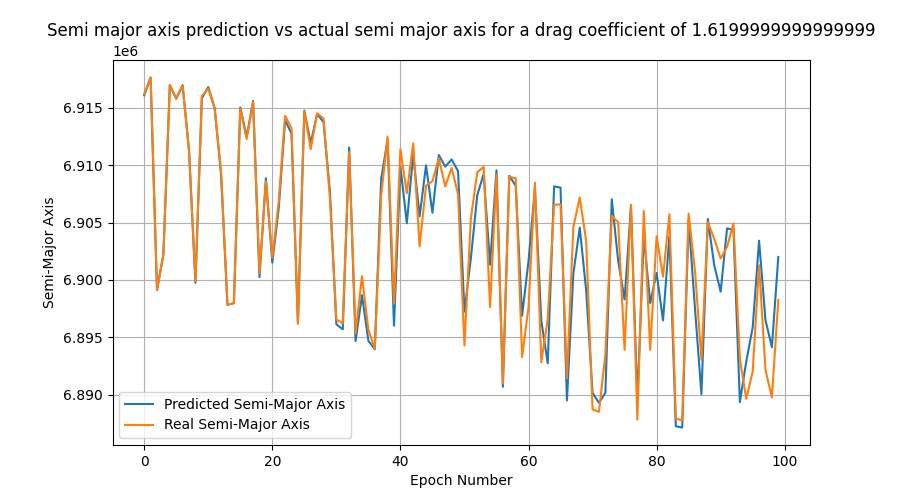 Semi major axis prediction vs actual semi major axis for a drag coefficient of 1.6199999999999999
1e6
6.915
6.910
6.905
6.900
6.895
6.890
Semi-Major Axis
Predicted Semi-Major Axis
Real Semi-Major Axis
0 20 40 60 80 100
Epoch Number